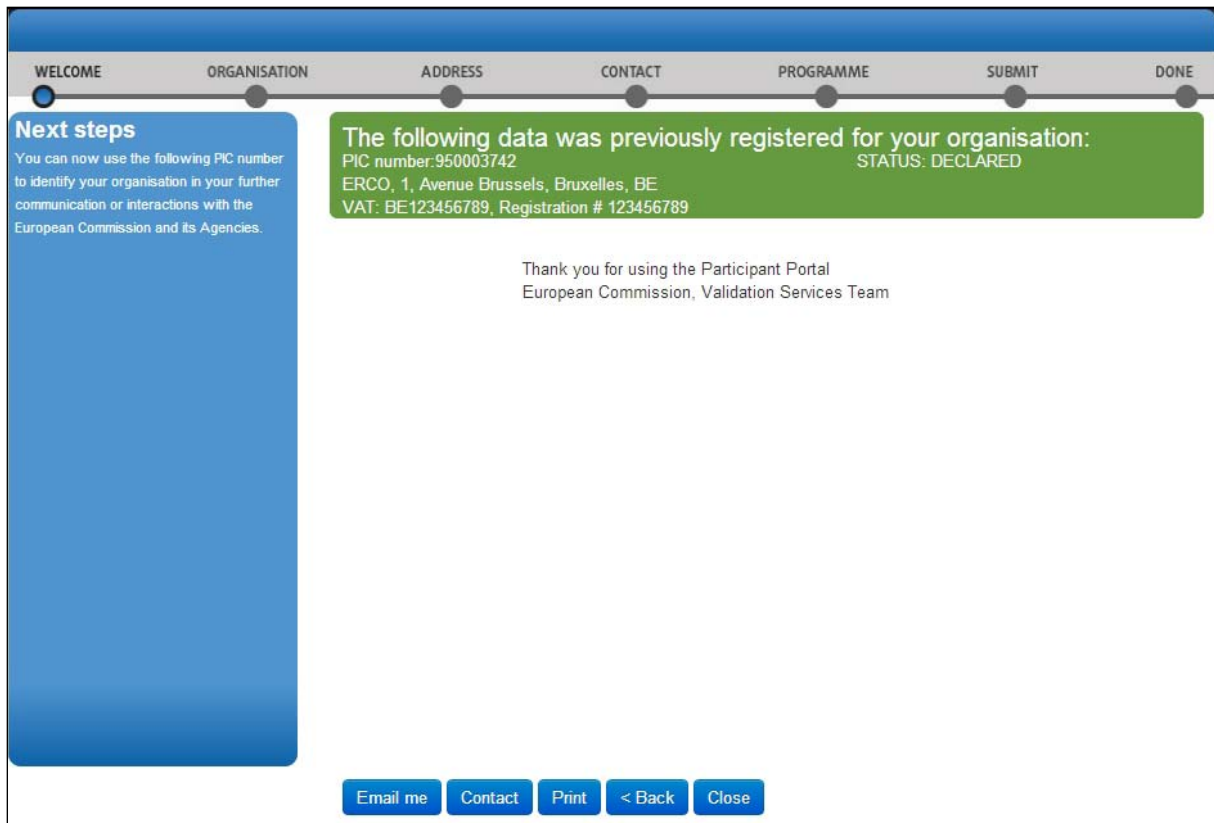 WELCOME ORGANISATION ADDRESS CONTACT PROGRAMME SUBMIT DONE
Next steps
You can now use the following PIC number
to identify your organisation in your further
communication or interactions with the
European Commission and its Agencies.
The following data was previously registered for your organisation:
PIC number:950003742 STATUS: DECLARED
ERCO, 1, Avenue Brussels, Bruxelles, BE
VAT: BE123456789, Registration # 123456789
Thank you for using the Participant Portal
European Commission, Validation Services Team
Email me Contact Print < Back Close